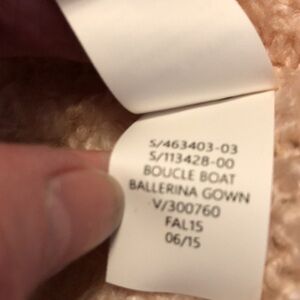 S/463403-03
S/113428-00
BOUCLE BOAT
BALLERINA GOWN
V/300760
FAL15
06/15